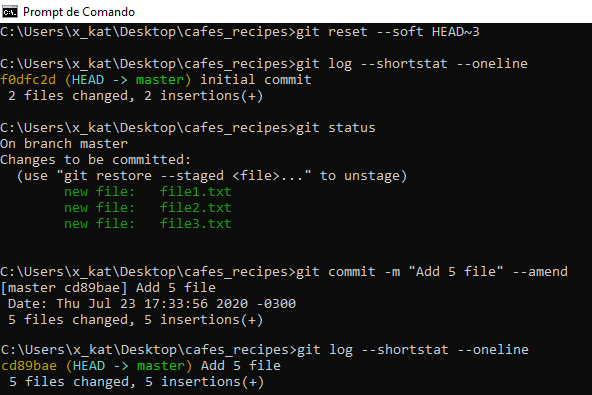 Prompt de Comando
C:\Users\x_kat\Desktop\cafes_recipes>git reset --soft HEAD~3
C:\Users\x_kat\Desktop\cafes_recipes>git log --shortstat --oneline
f0dfc2d (HEAD -> master) initial commit
 2 files changed, 2 insertions(+)
C:\Users\x_kat\Desktop\cafes_recipes>git status
On branch master
Changes to be committed:
  (use "git restore --staged <file>..." to unstage)
        new file:   file1.txt
        new file:   file2.txt
        new file:   file3.txt
C:\Users\x_kat\Desktop\cafes_recipes>git commit -m "Add 5 file" --amend
[master cd89bae] Add 5 file
 Date: Thu Jul 23 17:33:56 2020 -0300
 5 files changed, 5 insertions(+)
C:\Users\x_kat\Desktop\cafes_recipes>git log --shortstat --oneline
cd89bae (HEAD -> master) Add 5 file
 5 files changed, 5 insertions(+)